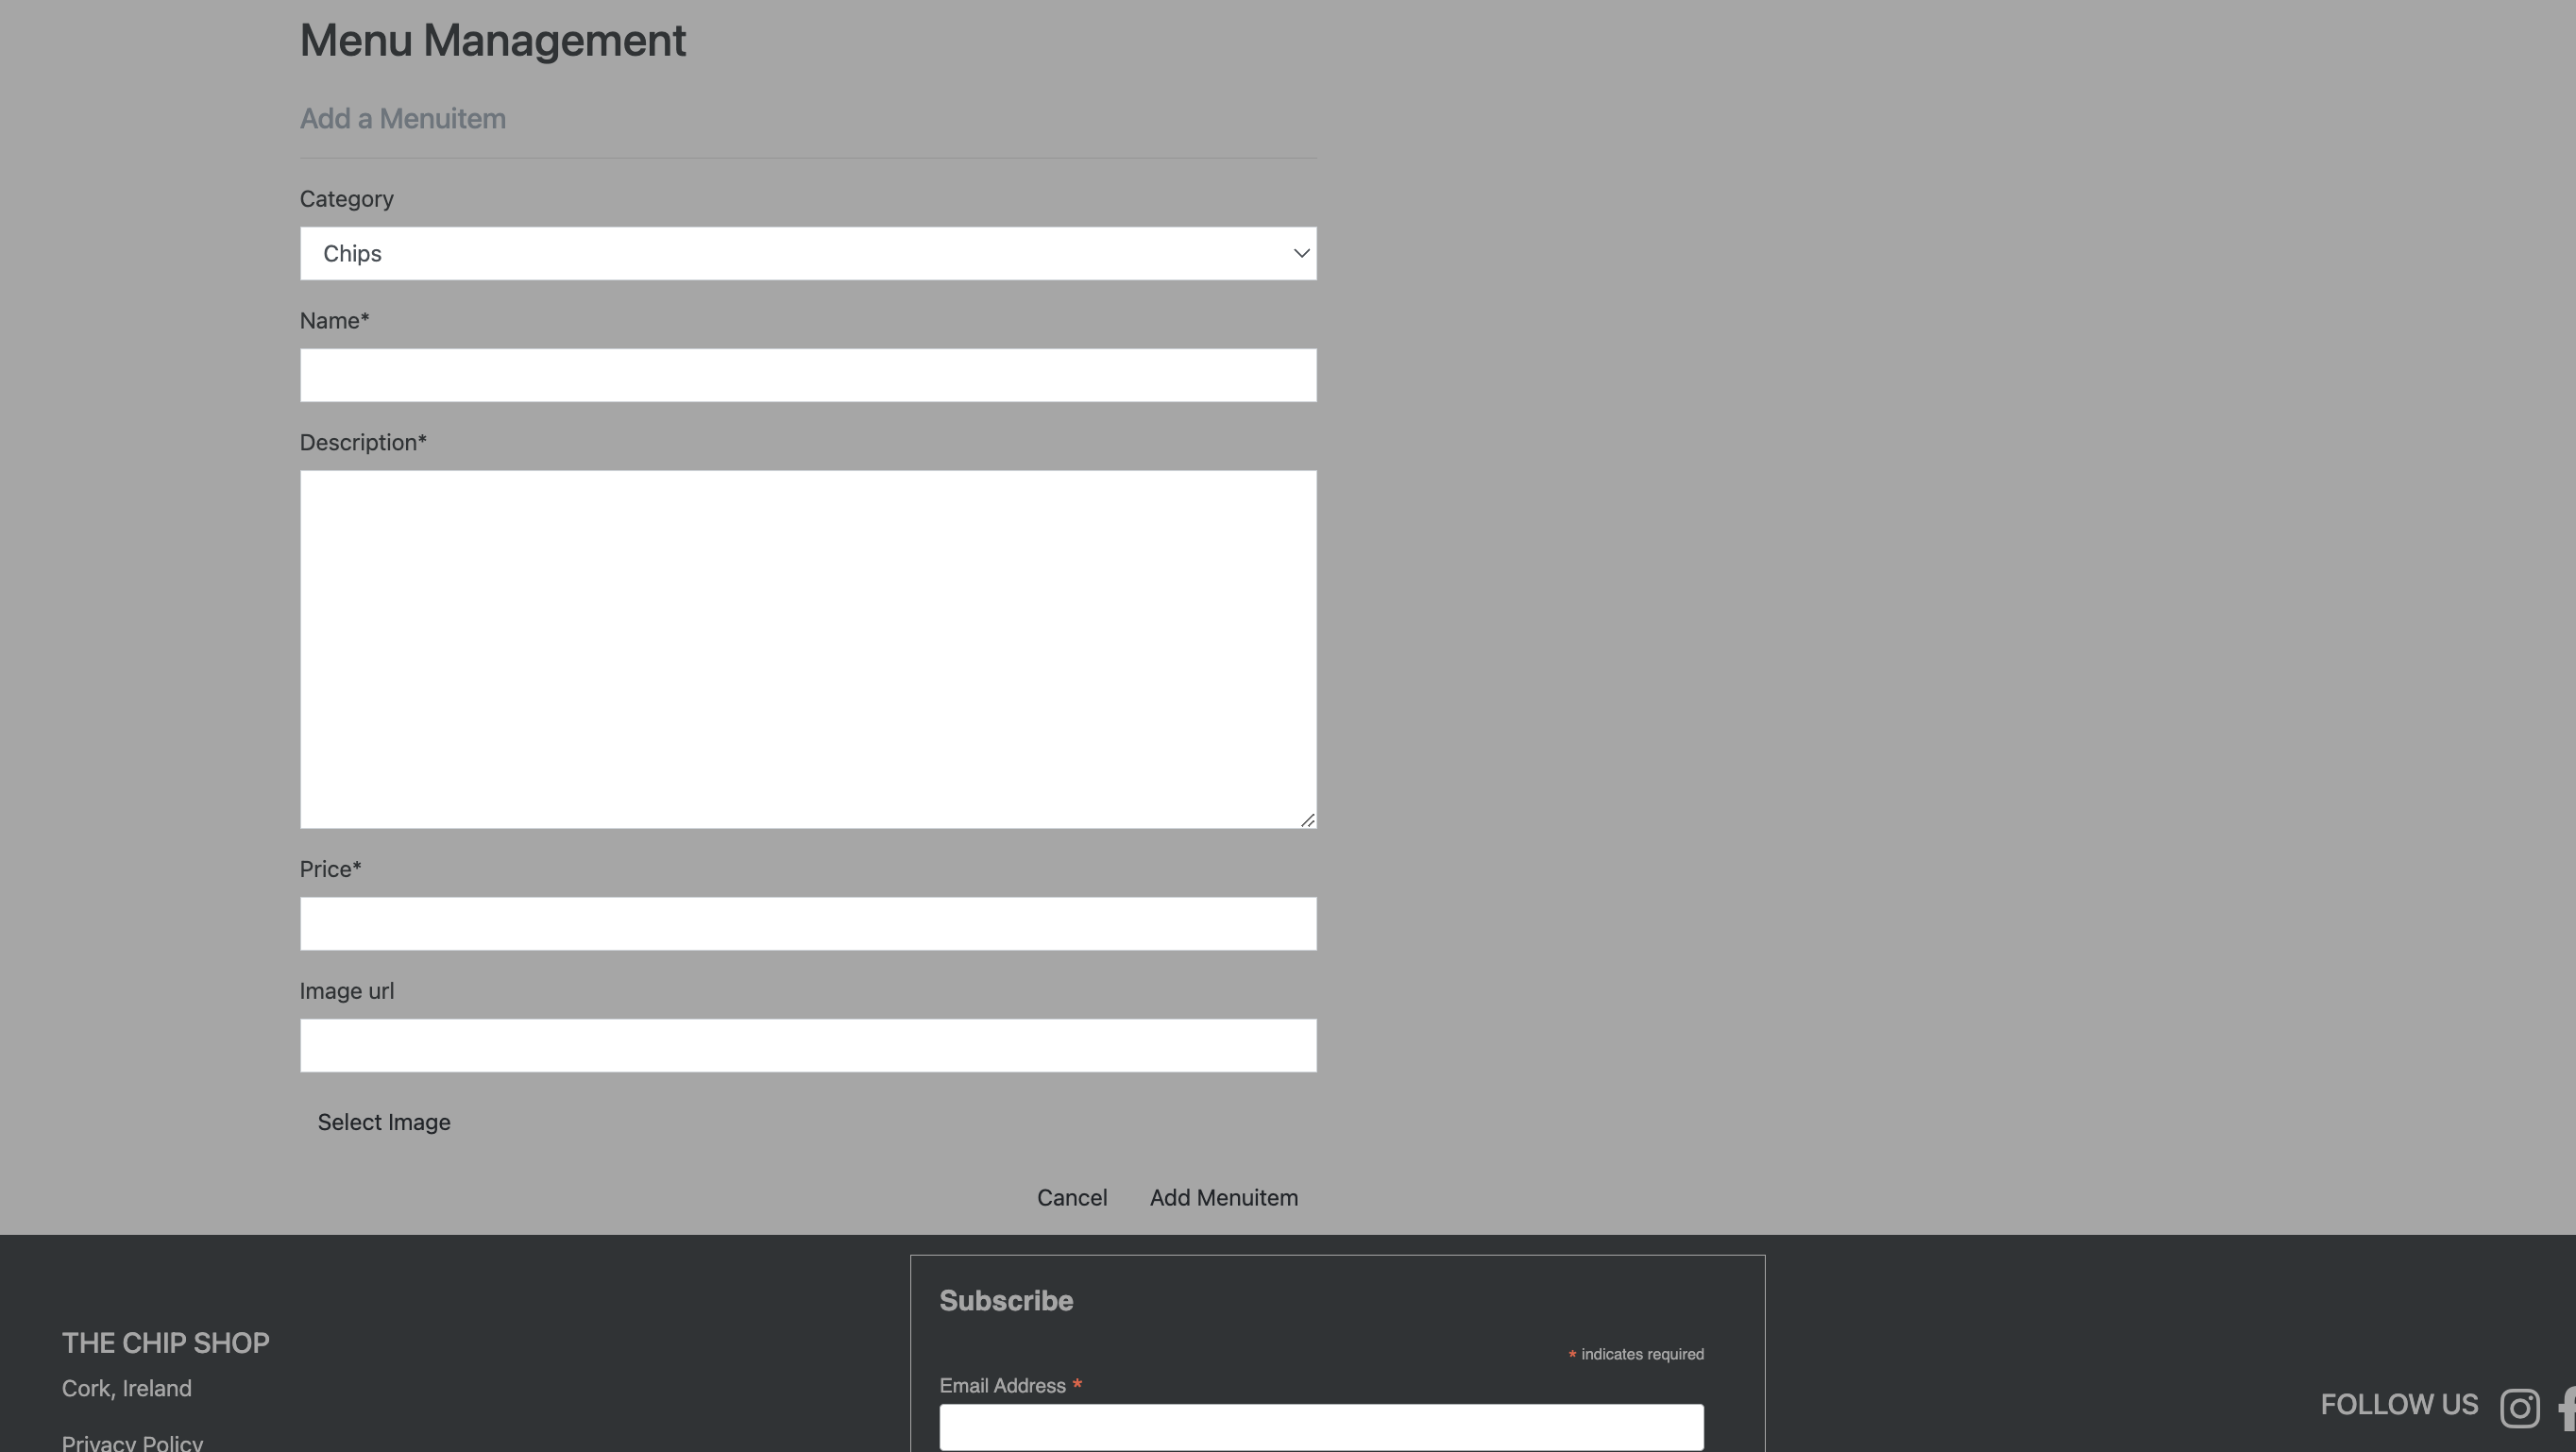 Menu Management
Add a Menuitem
Category
Chips
Name*
Description*
Price*
Image url
Select Image
Cancel Add Menuitem
THE CHIP SHOP
Cork, Ireland
Privacy Policy
Subscribe
* indicates required
Email Address *
FOLLOW US